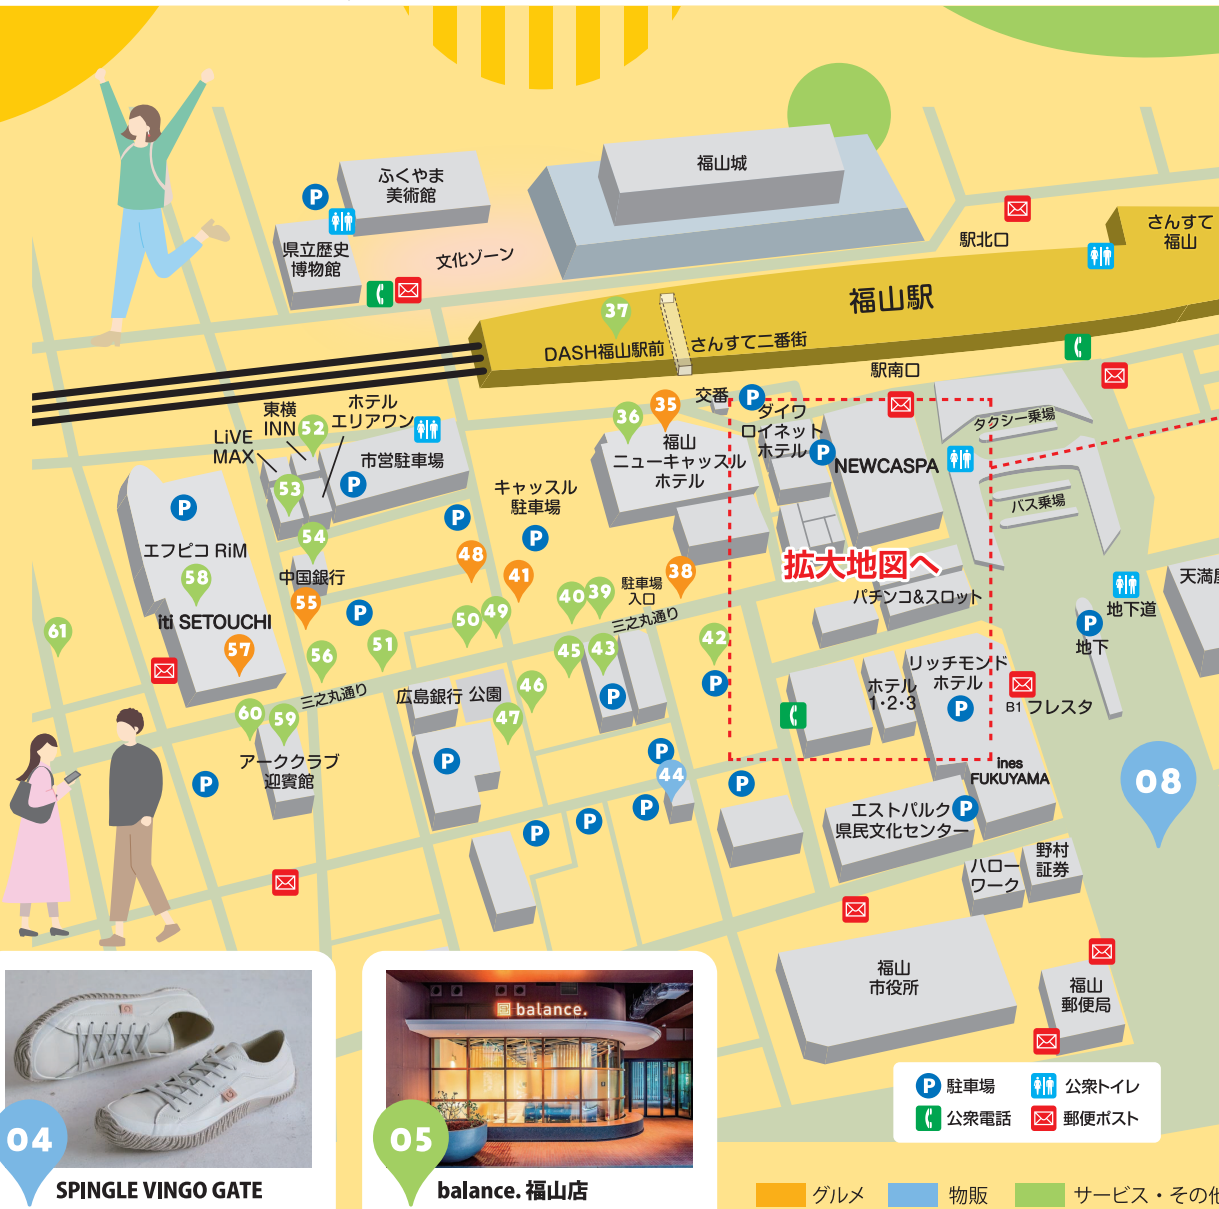 福山城
ふくやま
美術館
県立歴史
博物館
文化ゾーン
駅北口
さんすて
福山
福山駅
37
DASH福山駅前
さんすて二番街
駅南口
交番
ダイワ
ロイネット
ホテル
NEWCASPA
タクシー乗場
バス乗場
36
35
福山
ニューキャッスル
ホテル
東横
INN
ホテル
エリアワン
LiVE
MAX
52
53
市営駐車場
キャッスル
駐車場
エフピコ RiM
58
iti SETOUCHI
57
54
中国銀行
55
48
41
40
39
駐車場
入口
38
三之丸通り
拡大地図へ
パチンコ&スロット
地下道
地下
天満屋
61
56
51
50
49
45
43
42
46
47
三之丸通り
広島銀行
公園
60
59
アーククラブ
迎賓館
リッチモンド
ホテル
ホテル
1・2・3
B1 フレスタ
ines
FUKUYAMA
44
08
エストパルク
県民文化センター
ハロー
ワーク
野村
証券
福山
市役所
福山
郵便局
P 駐車場
公衆トイレ
公衆電話
郵便ポスト
balance.
04
SPINGLE VINGO GATE
05
balance. 福山店
グルメ
物販
サービス・その他